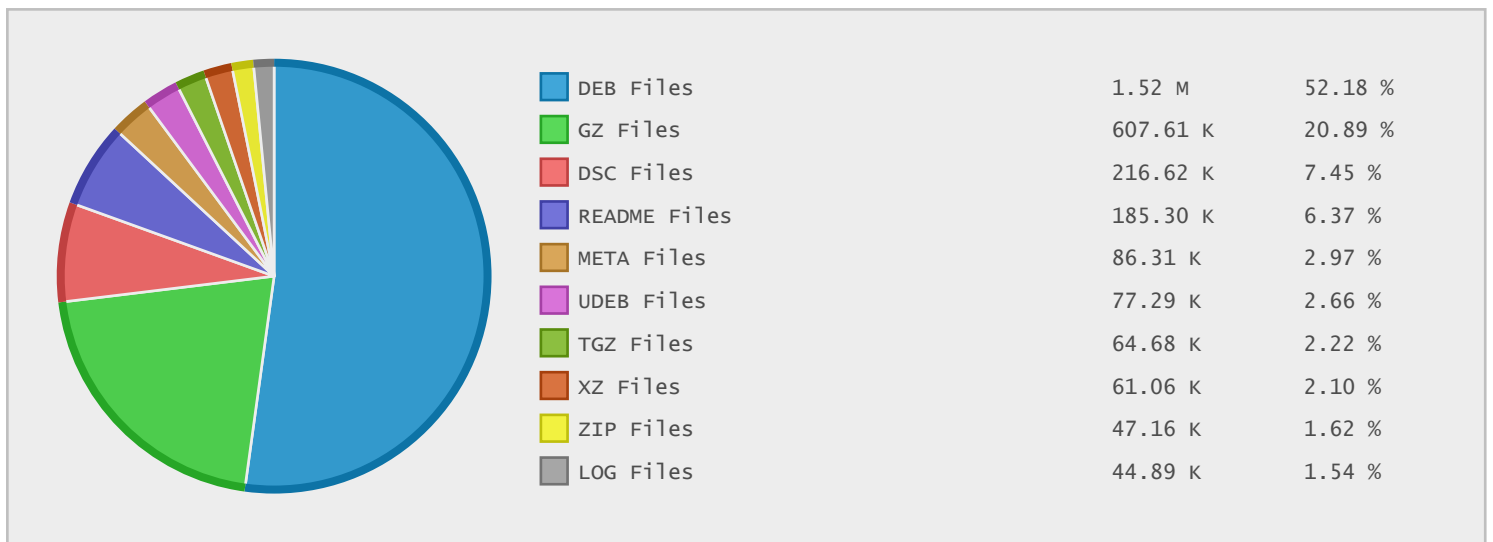 DEB Files 1.52 M 52.18 %
GZ Files 607.61 K 20.89 %
DSC Files 216.62 K 7.45 %
README Files 185.30 K 6.37 %
META Files 86.31 K 2.97 %
UDEB Files 77.29 K 2.66 %
TGZ Files 64.68 K 2.22 %
XZ Files 61.06 K 2.10 %
ZIP Files 47.16 K 1.62 %
LOG Files 44.89 K 1.54 %